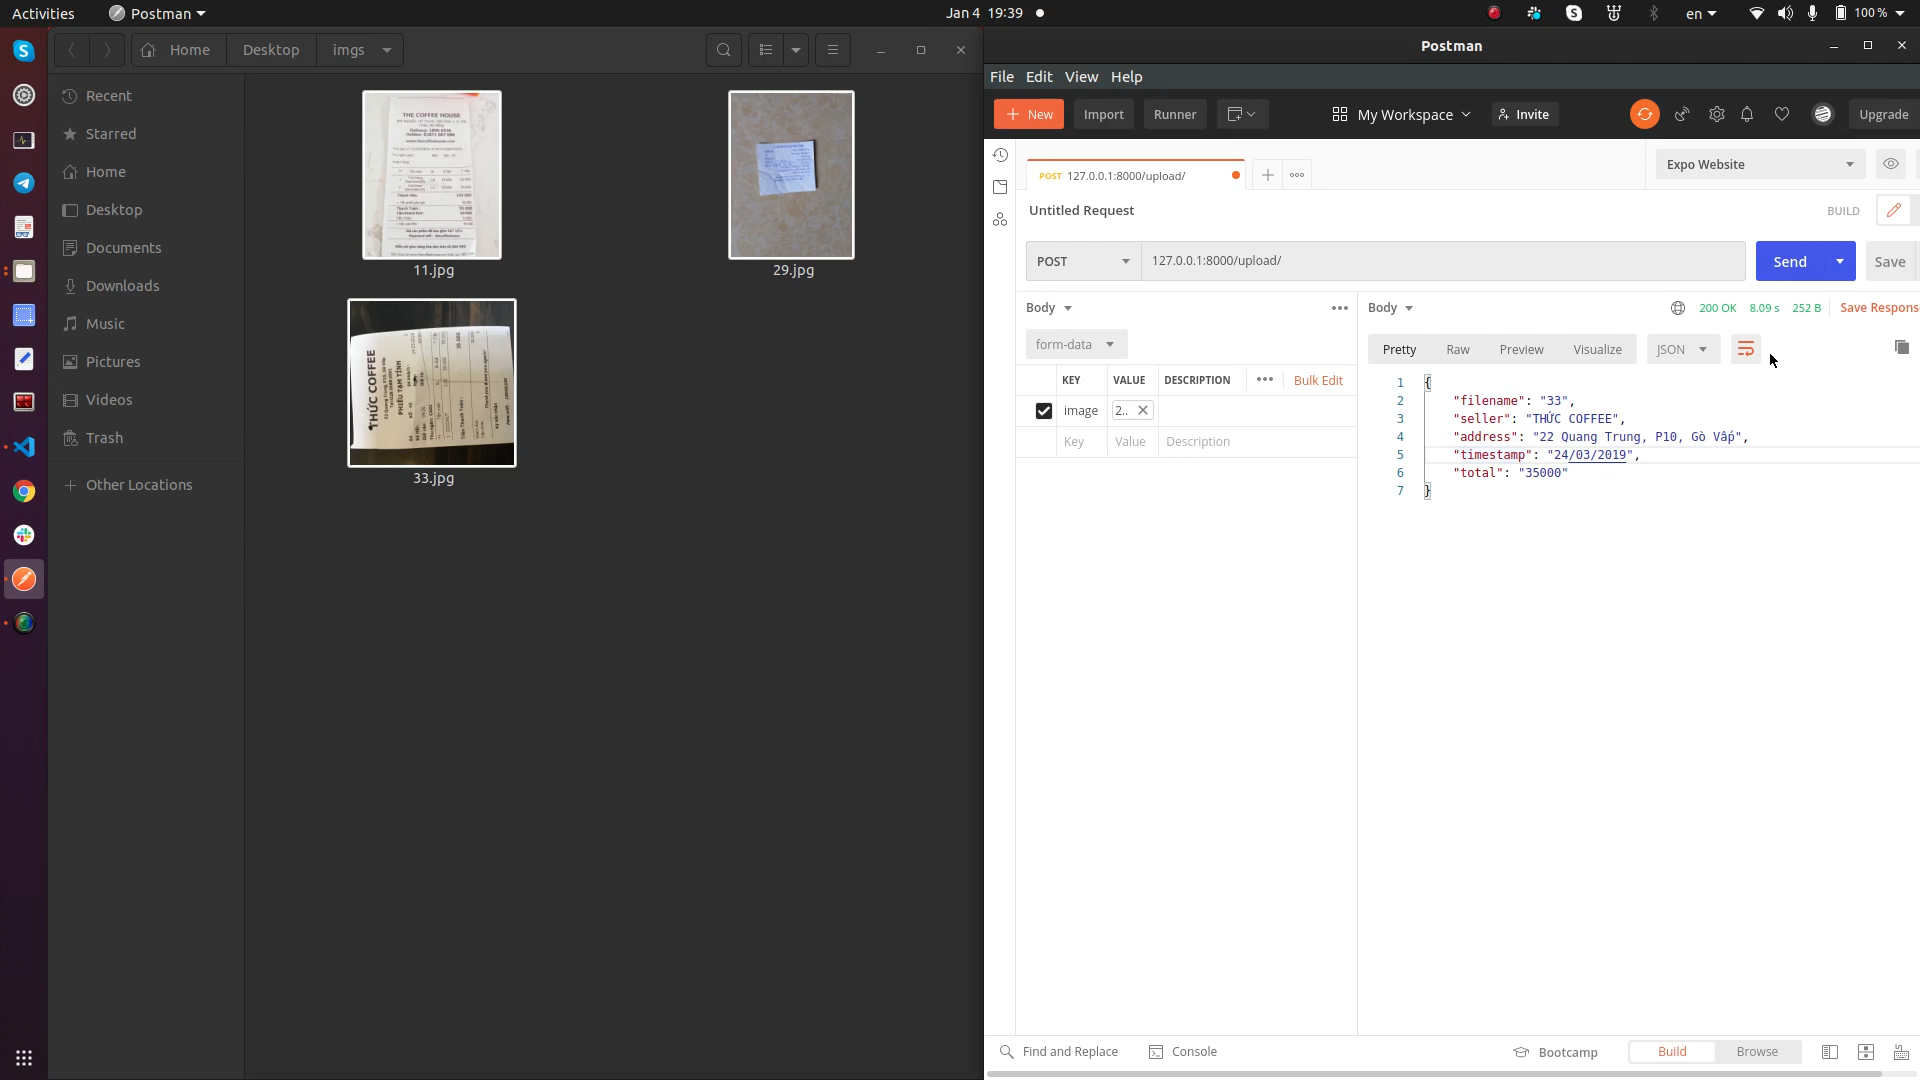 Activities
Postman
Jan 4 19:39
en
100 %
Home
Desktop
imgs
Recent
Starred
Home
Desktop
Documents
Downloads
Music
Pictures
Videos
Trash
Other Locations
THE COFFEE HOUSE
11.jpg
29.jpg
THỨC COFFEE
PHIẾU TẠM TÍNH
33.jpg
Postman
File Edit View Help
New
Import
Runner
My Workspace
Invite
Upgrade
POST 127.0.0.1:8000/upload/
Expo Website
Untitled Request
BUILD
POST
127.0.0.1:8000/upload/
Send
Save
Body
form-data
KEY VALUE DESCRIPTION
Bulk Edit
image 2..
Key Value Description
Body
200 OK 8.09 s 252 B
Save Respons
Pretty Raw Preview Visualize
JSON
1 {
2 "filename": "33",
3 "seller": "THỨC COFFEE",
4 "address": "22 Quang Trung, P10, Gò Vấp",
5 "timestamp": "24/03/2019",
6 "total": "35000"
7 }
Find and Replace
Console
Bootcamp
Build
Browse